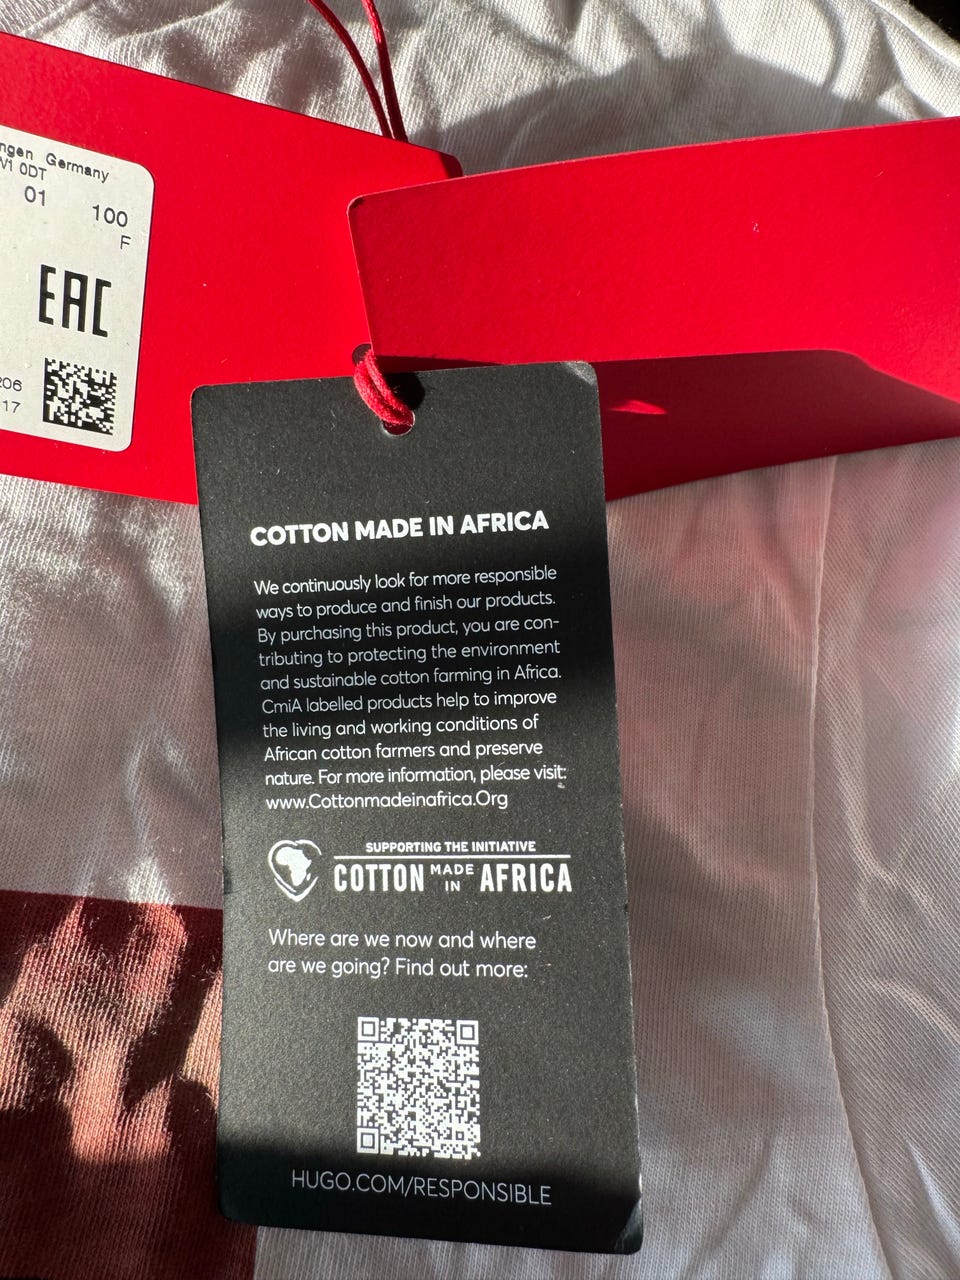 Germany
0DT
01 100
F
EAC
17
COTTON MADE IN AFRICA
We continuously look for more responsible
ways to produce and finish our products.
By purchasing this product, you are con-
tributing to protecting the environment
and sustainable cotton farming in Africa.
CmiA labelled products help to improve
the living and working conditions of
African cotton farmers and preserve
nature. For more information, please visit:
www.Cottonmadeinafrica.Org
SUPPORTING THE INITIATIVE
COTTON MADE IN AFRICA
Where are we now and where
are we going? Find out more:
HUGO.COM/RESPONSIBLE